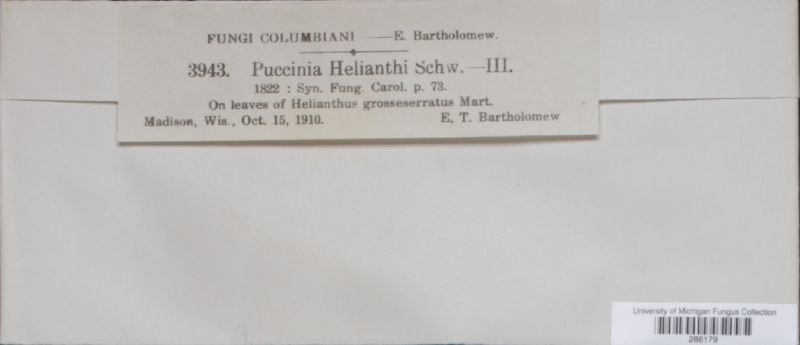 FUNGI COLUMBIANI — E. Bartholomew.
3943. Puccinia Helianthi Schw.—III.
1822 : Syn. Fung. Carol. p. 73.
On leaves of Helianthus grosseserratus Mart.
Madison, Wis., Oct. 15, 1910. E. T. Bartholomew
University of Michigan Fungus Collection
286179